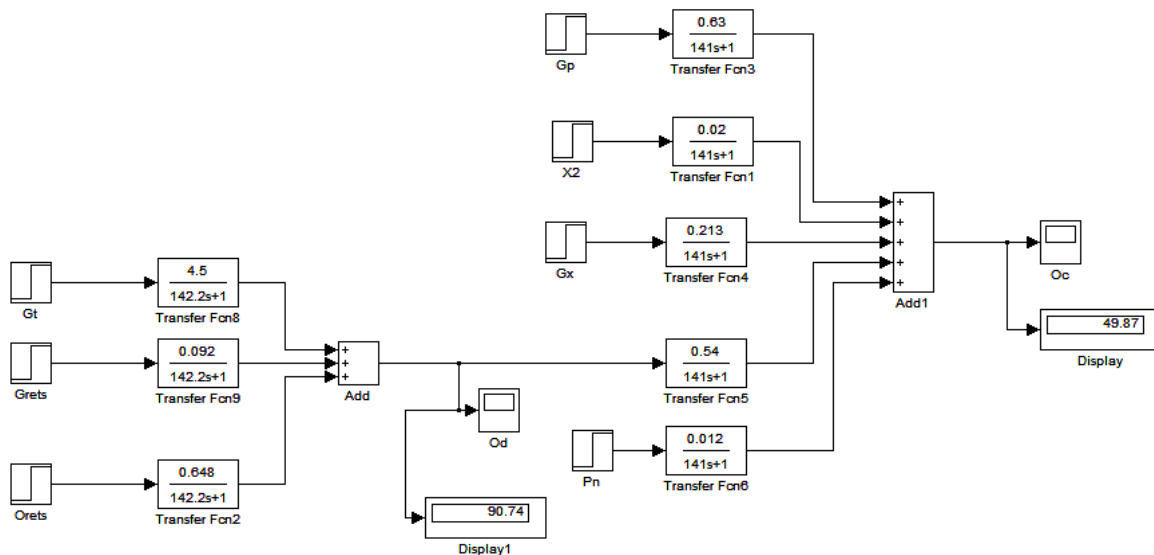 0.63
141s+1
Gp
Transfer Fcn3
0.02
141s+1
X2
Transfer Fcn1
0.213
141s+1
Gx
Transfer Fcn4
+
+
+
+
+
Add1
Oc
49.87
Display
4.5
142.2s+1
Gt
Transfer Fcn8
0.092
142.2s+1
Grets
Transfer Fcn9
+
+
+
Add
0.54
141s+1
Transfer Fcn5
Od
0.012
141s+1
Pn
Transfer Fcn6
0.648
142.2s+1
Orets
Transfer Fcn2
90.74
Display1